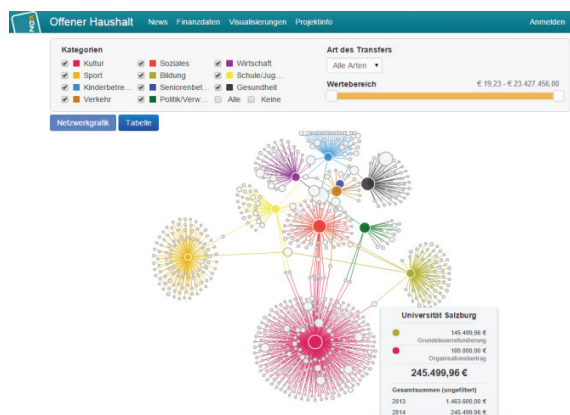 KDZ
Offener Haushalt News Finanzdaten Visualisierungen Projektinfo Anmelden
Kategorien
Kultur Soziales Wirtschaft
Sport Bildung Schule/Jug...
Kinderbetre... Seniorenbet... Gesundheit
Verkehr Politik/Verw... Alle Keine
Art des Transfers
Alle Arten
Wertebereich € 19,23 - € 23.427.456,00
Netzwerkgrafik Tabelle
Universität Salzburg
145.499,96 €
Grundsteuerrefundierung
100.000,00 €
Organisationsbeitrag
245.499,96 €
Gesamtsummen (ungefiltert)
2013 1.463.600,00 €
2014 245.499,96 €